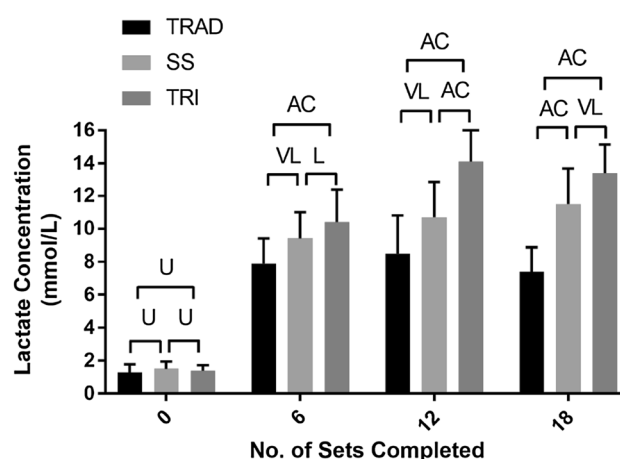 TRAD
SS
TRI
AC
AC
AC
VL
AC
AC
VL
AC
VL
L
U
U
U
16
14
12
10
8
6
4
2
0
Lactate Concentration
(mmol/L)
0
6
12
18
No. of Sets Completed